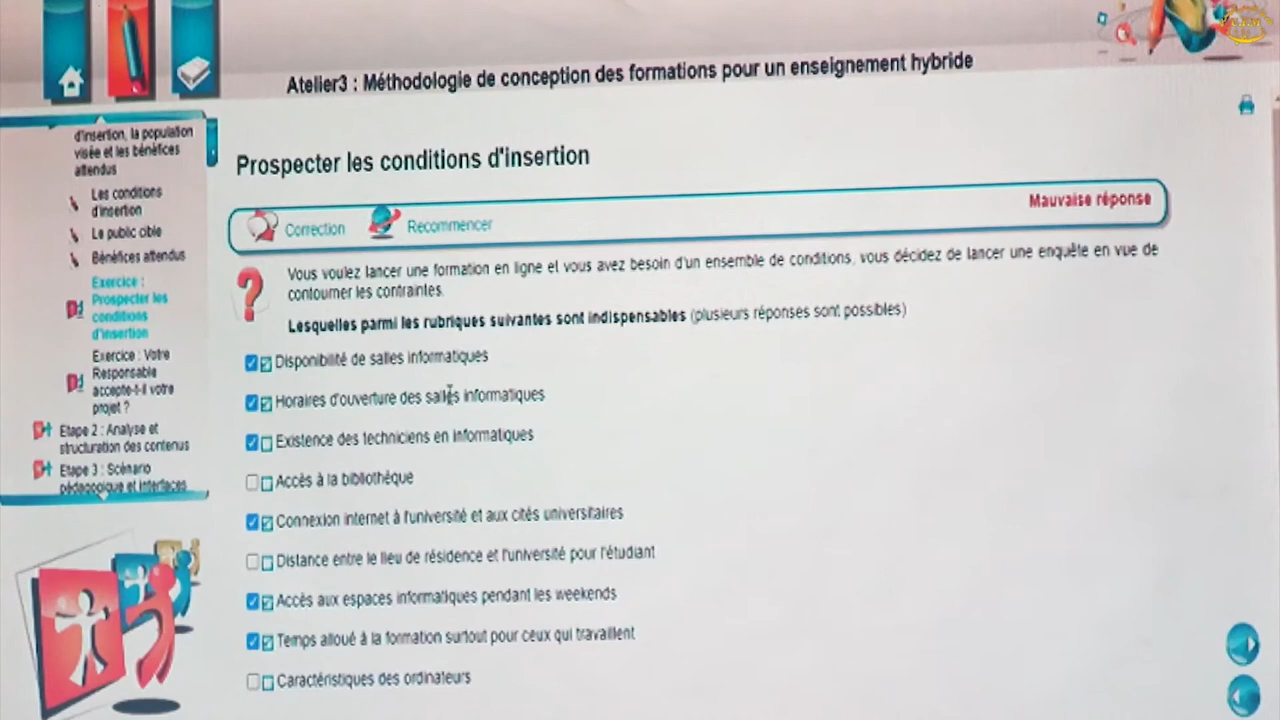 Atelier3 : Méthodologie de conception des formations pour un enseignement hybride
d'insertion, la population
visée et les bénéfices
attendus
Les conditions
d'insertion
Le public cible
Bénéfices attendus
Exercice :
Prospecter les
conditions
d'insertion
Exercice : Votre
Responsable
accepte-t-il votre
projet ?
Etape 2 : Analyse et
structuration des contenus
Etape 3 : Scénario
pédagogique et interfaces
Prospecter les conditions d'insertion
Correction
Recommencer
Mauvaise réponse
Vous voulez lancer une formation en ligne et vous avez besoin d'un ensemble de conditions, vous décidez de lancer une enquête en vue de
contourner les contraintes.
Lesquelles parmi les rubriques suivantes sont indispensables (plusieurs réponses sont possibles)
Disponibilité de salles informatiques
Horaires d'ouverture des salles informatiques
Existence des techniciens en informatiques
Accès à la bibliothèque
Connexion internet à l'université et aux cités universitaires
Distance entre le lieu de résidence et l'université pour l'étudiant
Accès aux espaces informatiques pendant les weekends
Temps alloué à la formation surtout pour ceux qui travaillent
Caractéristiques des ordinateurs